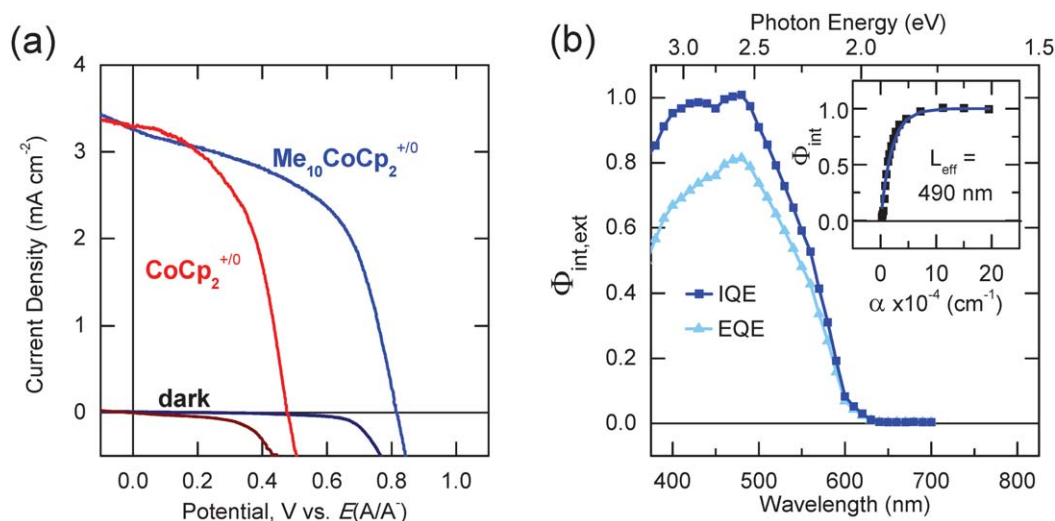 (a)
4
3
2
1
0
Current Density (mA cm⁻²)
Me₁₀CoCp₂⁺/⁰
CoCp₂⁺/⁰
dark
0.0 0.2 0.4 0.6 0.8 1.0
Potential, V vs. E(A/A⁻)
(b)
Photon Energy (eV)
3.0 2.5 2.0 1.5
1.0
0.8
0.6
0.4
0.2
0.0
Φint,ext
IQE
EQE
400 500 600 700 800
Wavelength (nm)
1.0
0.5
0.0
Φint
L_eff =
490 nm
0 10 20
α x10⁻⁴ (cm⁻¹)